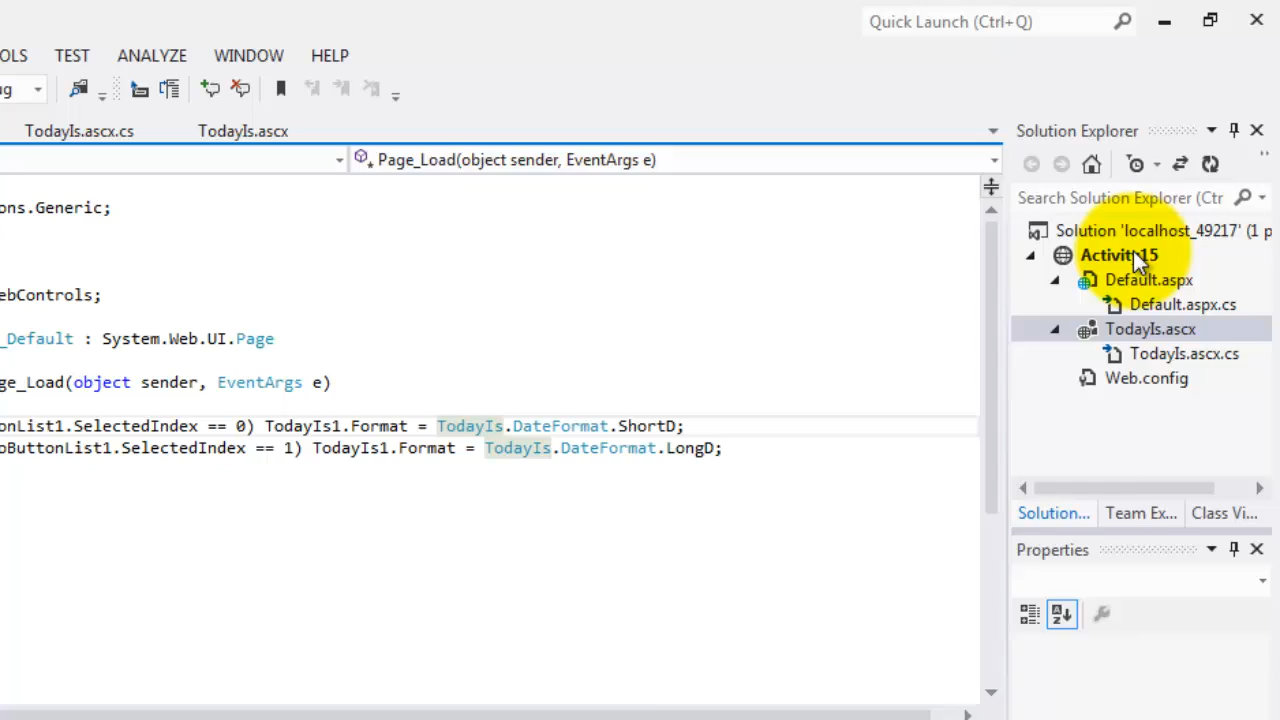 Quick Launch (Ctrl+Q)
OLS TEST ANALYZE WINDOW HELP
ug
TodayIs.ascx.cs TodayIs.ascx
Solution Explorer
Page_Load(object sender, EventArgs e)
Search Solution Explorer (Ctr
ons.Generic;
Solution 'localhost_49217' (1 p
Activity15
Default.aspx
ebControls;
Default.aspx.cs
_Default : System.Web.UI.Page
TodayIs.ascx
TodayIs.ascx.cs
ge_Load(object sender, EventArgs e)
Web.config
onList1.SelectedIndex == 0) TodayIs1.Format = TodayIs.DateFormat.ShortD;
oButtonList1.SelectedIndex == 1) TodayIs1.Format = TodayIs.DateFormat.LongD;
Solution... Team Ex... Class Vi...
Properties